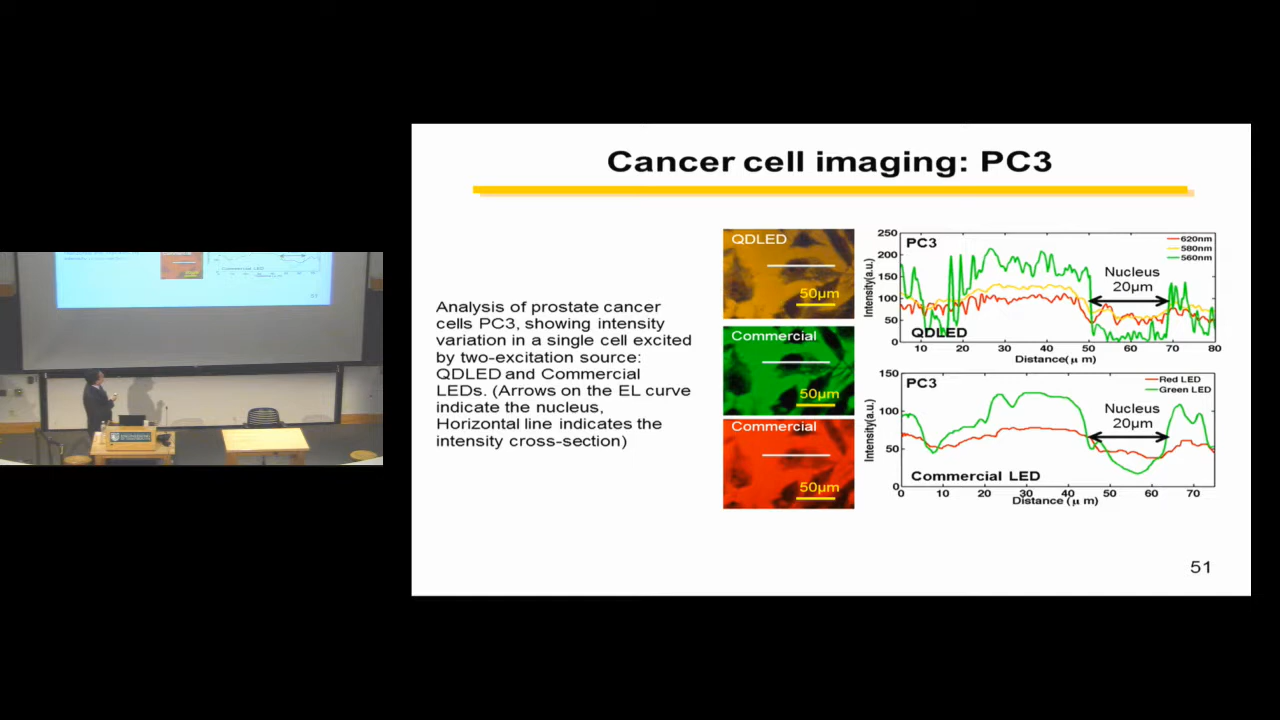 Cancer cell imaging: PC3
Analysis of prostate cancer
cells PC3, showing intensity
variation in a single cell excited
by two-excitation source:
QDLED and Commercial
LEDs. (Arrows on the EL curve
indicate the nucleus,
Horizontal line indicates the
intensity cross-section)
QDLED
50μm
Commercial
50μm
Commercial
50μm
PC3
620nm
580nm
560nm
Nucleus
20μm
QDLED
Intensity(a.u.)
250
200
150
100
50
0
10 20 30 40 50 60 70 80
Distance(μ m)
PC3
Red LED
Green LED
Nucleus
20μm
Commercial LED
Intensity(a.u.)
150
100
50
0
0 10 20 30 40 50 60 70
Distance (μ m)
51